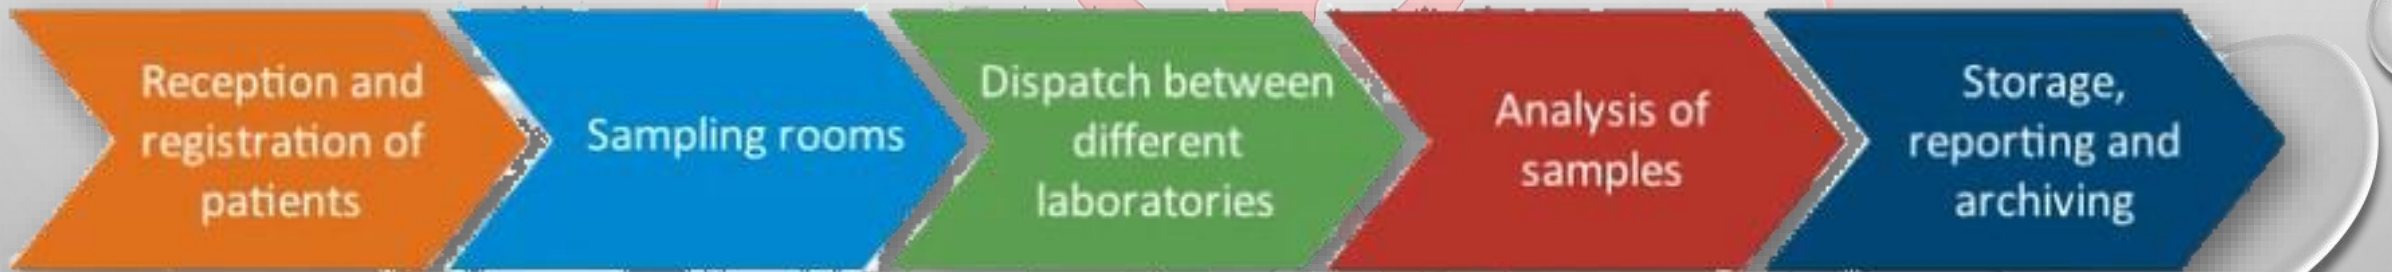 Reception and
registration of
patients
Sampling rooms
Dispatch between
different
laboratories
Analysis of
samples
Storage,
reporting and
archiving